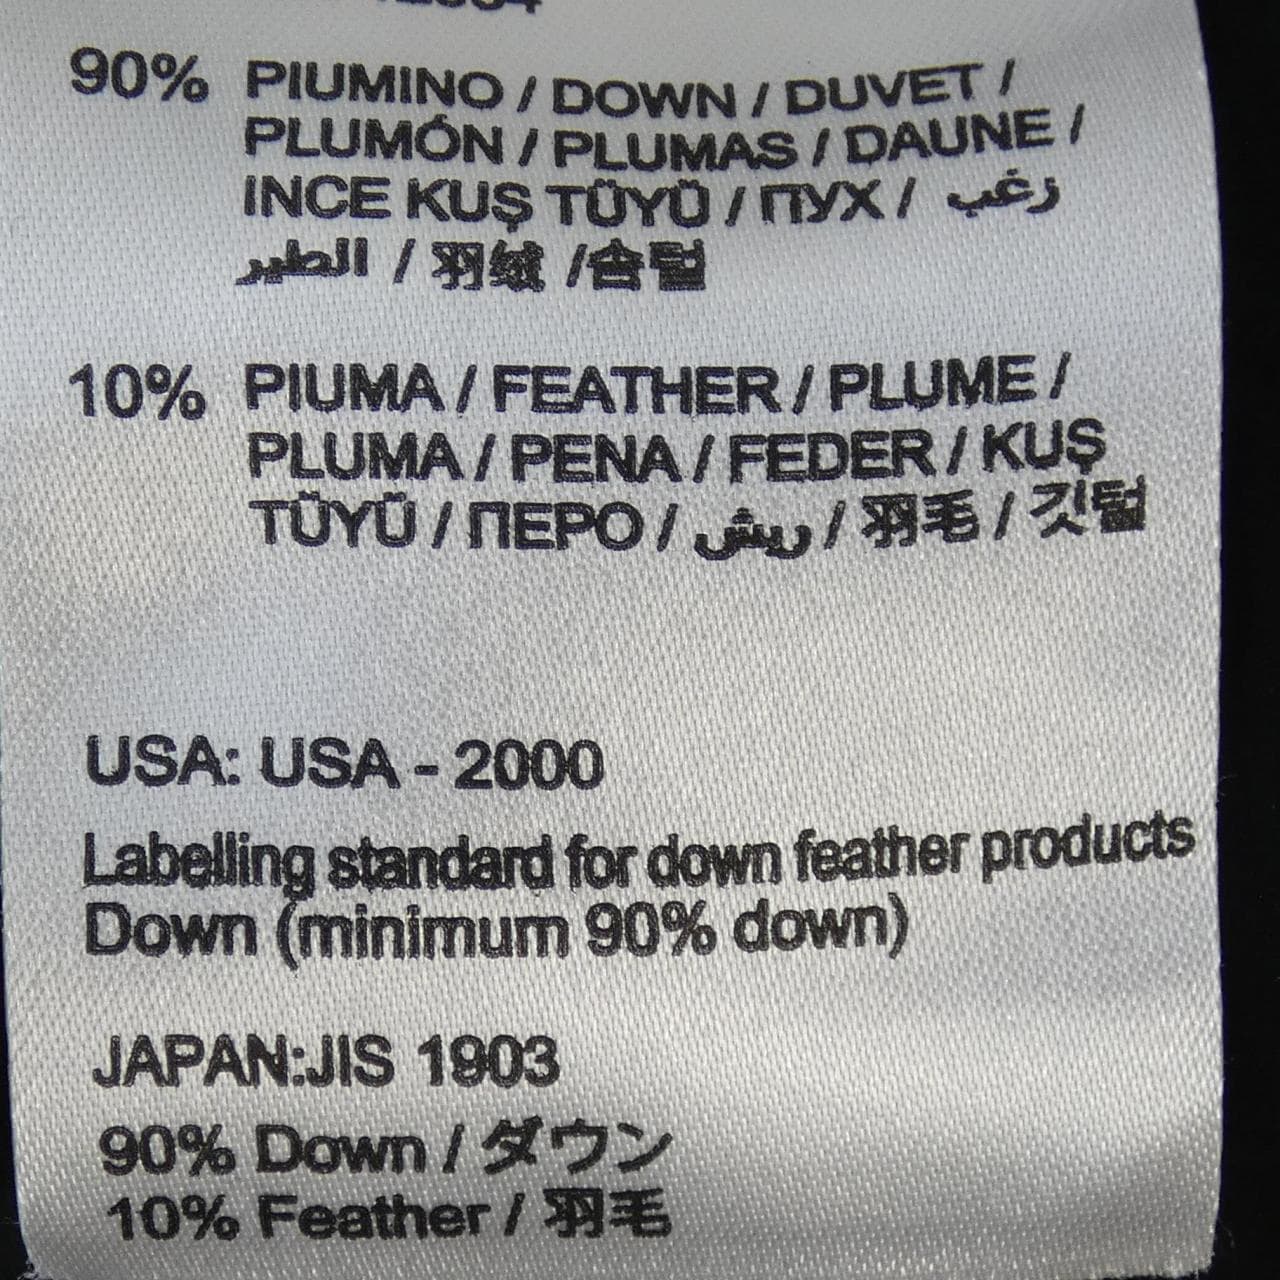 90% PIUMINO / DOWN / DUVET /
PLUMÓN / PLUMAS / DAUNE /
INCE KUŞ TÜYÜ / ПУХ / زغب
الطير / 羽绒 /솜털
10% PIUMA / FEATHER / PLUME /
PLUMA / PENA / FEDER / KUŞ
TÜYÜ / ПЕРО / ريش / 羽毛 / 깃털
USA: USA - 2000
Labelling standard for down feather products
Down (minimum 90% down)
JAPAN:JIS 1903
90% Down / ダウン
10% Feather / 羽毛